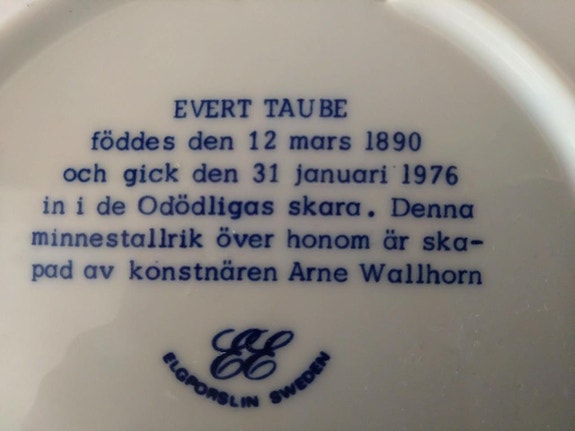 EVERT TAUBE
föddes den 12 mars 1890
och gick den 31 januari 1976
in i de Odödligas skara. Denna
minnestallrik över honom är ska-
pad av konstnären Arne Wallhorn
EE
ELGPORSLIN SWEDEN